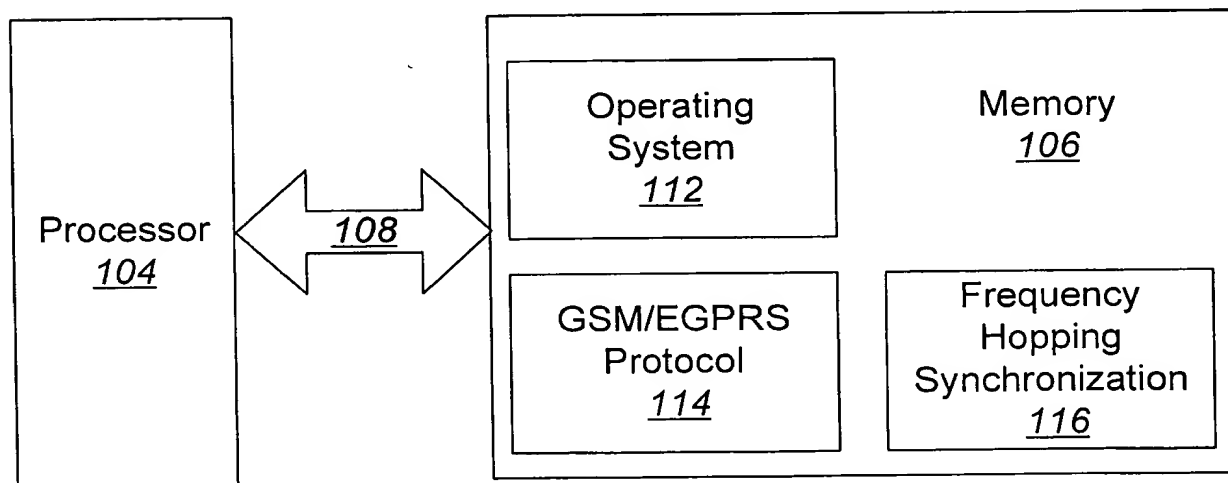 Processor
104
108
Operating
System
112
Memory
106
GSM/EGPRS
Protocol
114
Frequency
Hopping
Synchronization
116